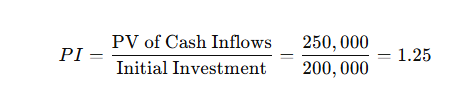 PI = PV of Cash Inflows / Initial Investment = 250,000 / 200,000 = 1.25